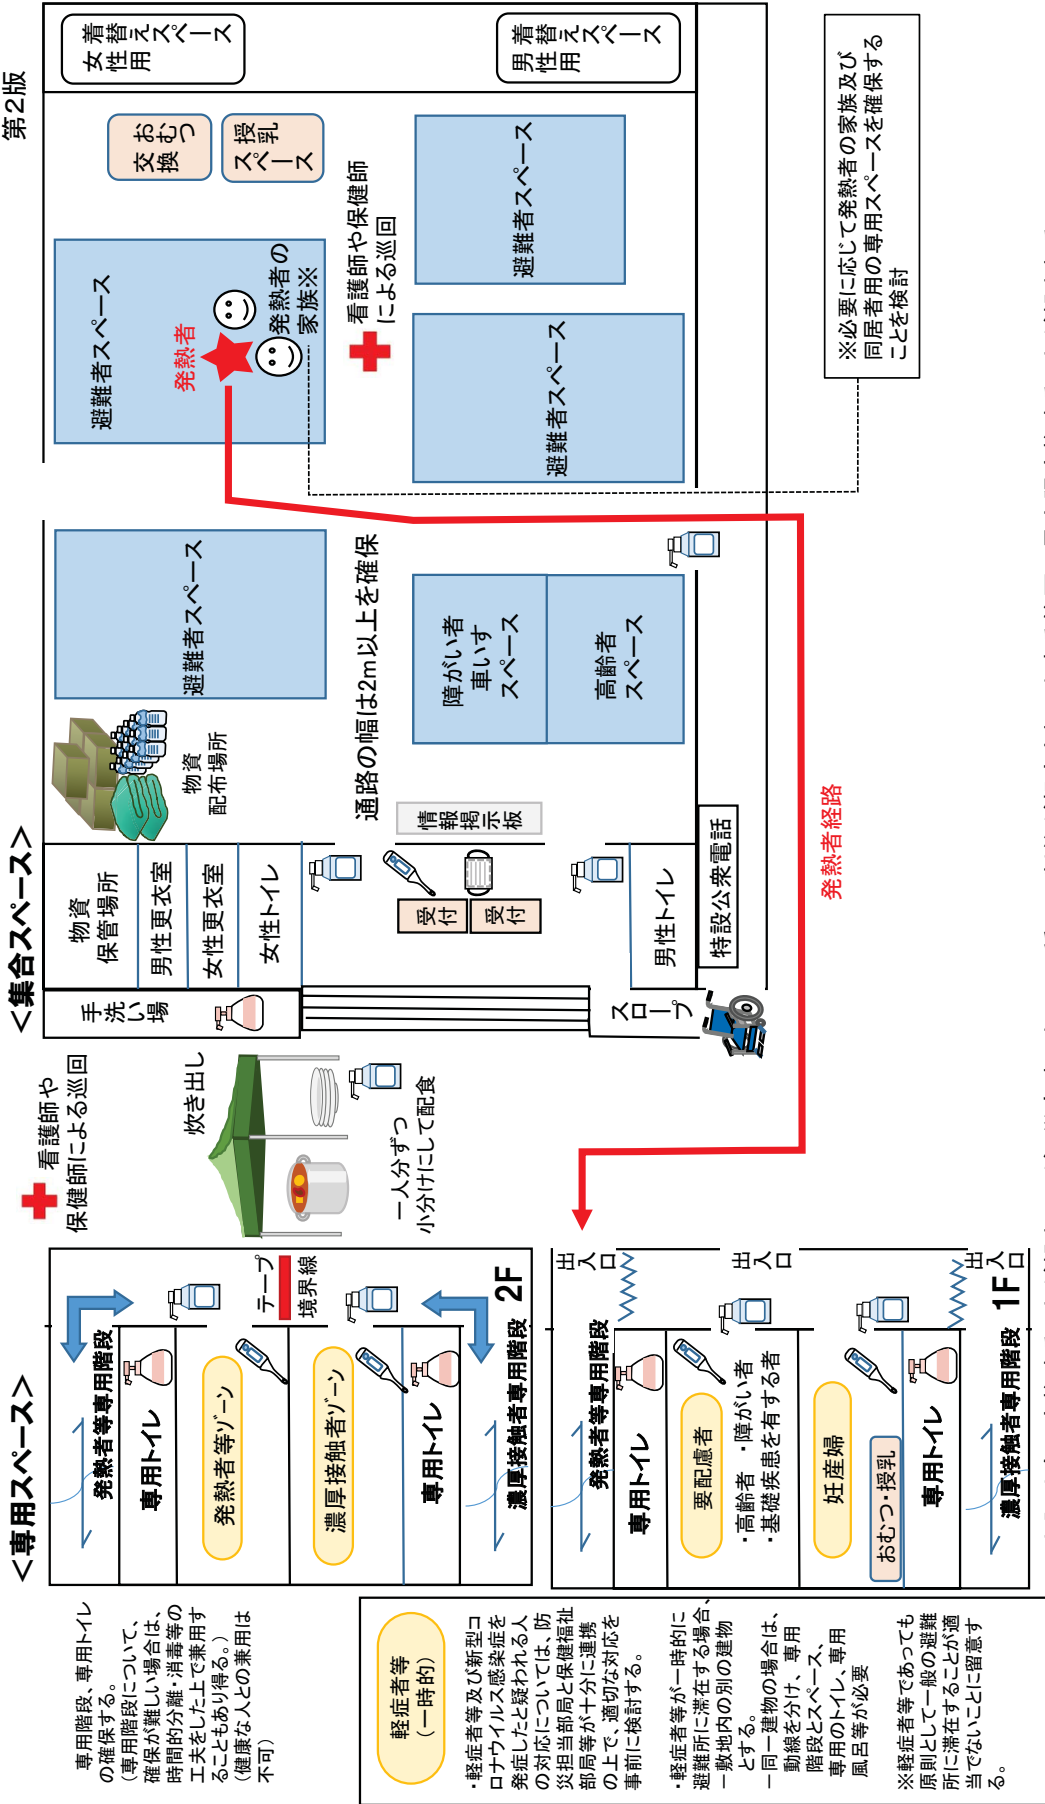 第2版
<専用スペース>
専用階段、専用トイレ
の確保する。
(専用階段について、
確保が難しい場合は、
時間的分離・消毒等の
工夫をした上で兼用す
ることもあり得る。)
(健康な人との兼用は
不可)
発熱者等専用階段
専用トイレ
発熱者等ゾーン
濃厚接触者ゾーン
専用トイレ
濃厚接触者専用階段
テープ
境界線
2F
発熱者等専用階段
専用トイレ
要配慮者
・高齢者 ・障がい者
・基礎疾患を有する者
妊産婦
おむつ・授乳
専用トイレ
濃厚接触者専用階段
出入口
出入口
出入口
1F
軽症者等
(一時的)
・軽症者等及び新型コ
ロナウイルス感染症を
発症したと疑われる人
の対応については、防
災担当部局と保健福祉
部局等が十分に連携
の上で、適切な対応を
事前に検討する。
・軽症者等が一時的に
避難所に滞在する場合、
−敷地内の別の建物
とする。
−同一建物の場合は、
動線を分け、専用
階段とスペース、
専用のトイレ、専用
風呂等が必要
※軽症者等であっても
原則として一般の避難
所に滞在することが適
当でないことに留意す
る。
看護師や
保健師による巡回
炊き出し
一人分ずつ
小分けにして配食
<集合スペース>
手洗い場
スロープ
物資
保管場所
男性更衣室
女性更衣室
女性トイレ
受付
受付
男性トイレ
特設公衆電話
情報掲示板
物資
配布場所
避難者スペース
通路の幅は2m以上を確保
障がい者
車いす
スペース
高齢者
スペース
発熱者経路
避難者スペース
発熱者
発熱者の
家族※
看護師や保健師
による巡回
避難者スペース
避難者スペース
おむつ
交換
授乳
スペース
女性用
着替えスペース
男性用
着替えスペース
※必要に応じて発熱者の家族及び
同居者用の専用スペースを確保する
ことを検討